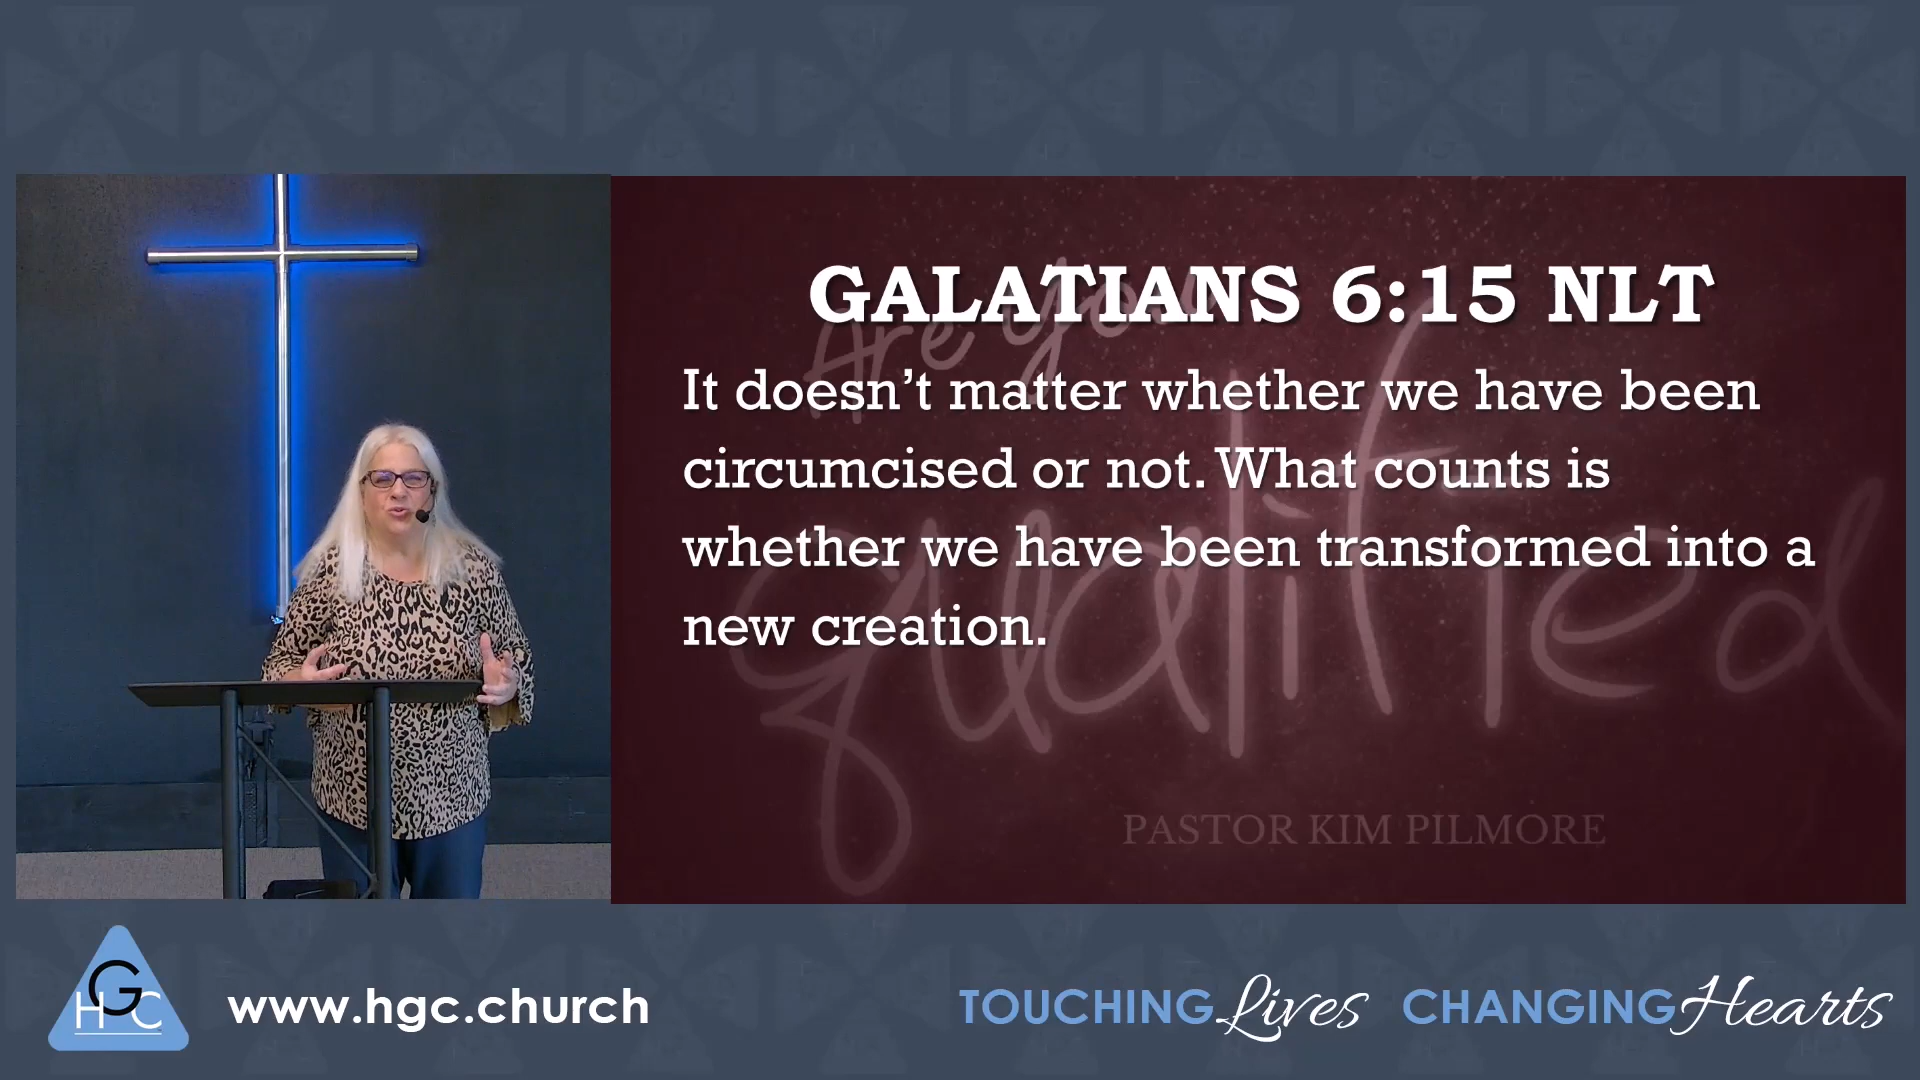 Are you
GALATIANS 6:15 NLT
It doesn’t matter whether we have been
circumcised or not. What counts is
whether we have been transformed into a
new creation.
qualified
PASTOR KIM PILMORE
HGC
www.hgc.church
TOUCHING Lives CHANGING Hearts